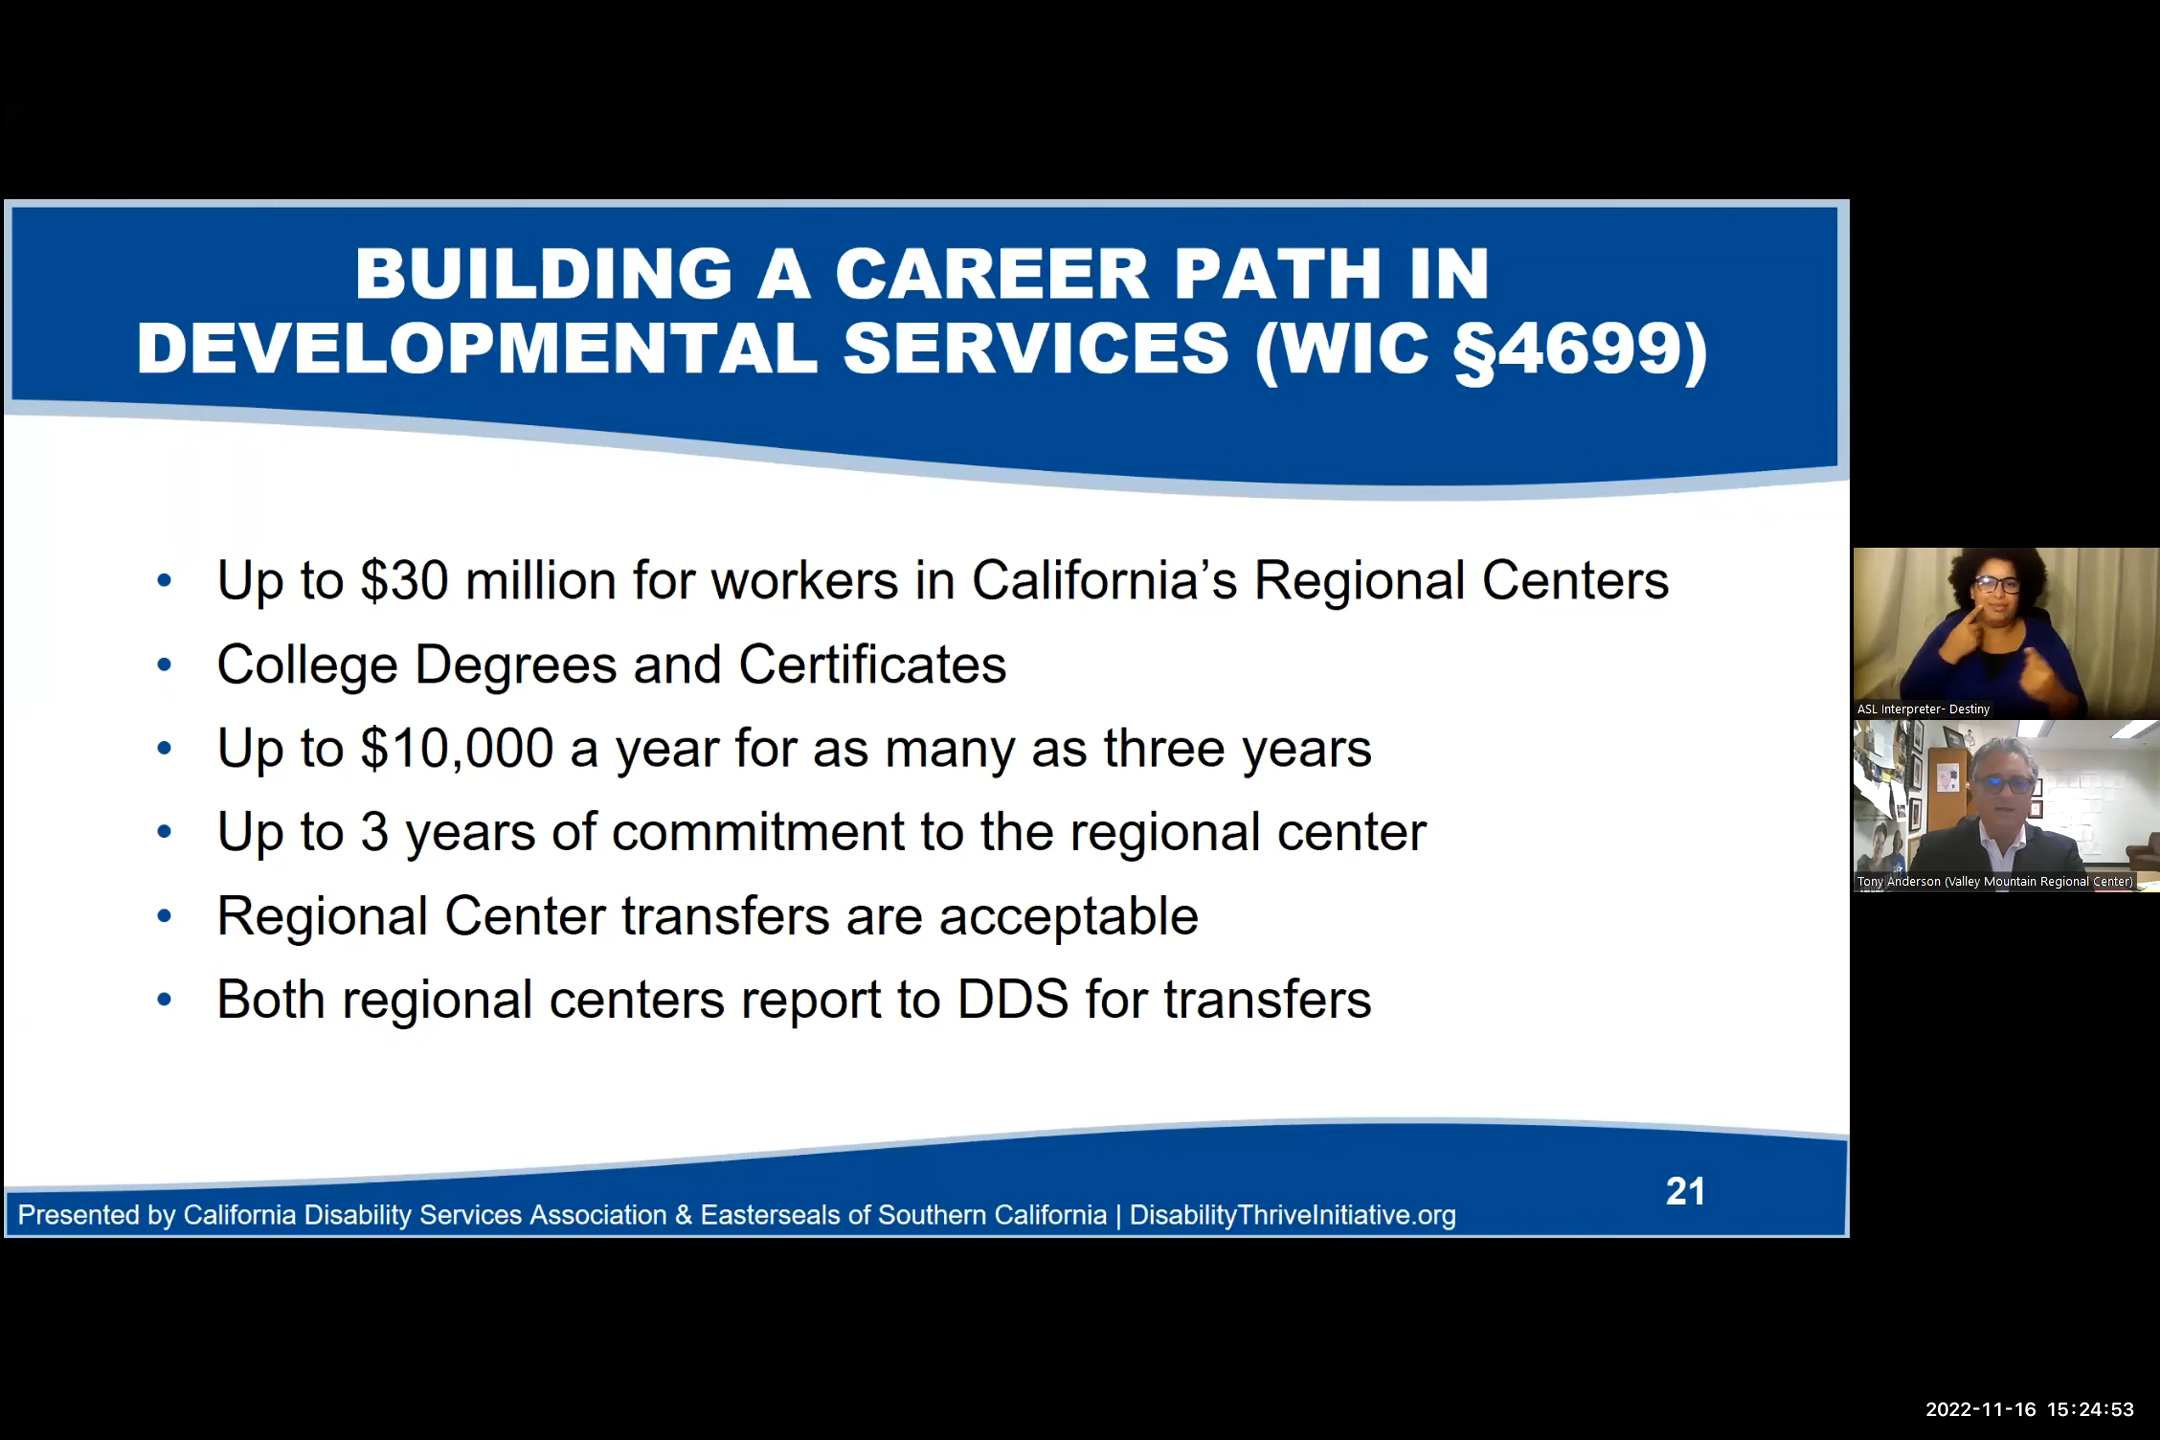 BUILDING A CAREER PATH IN
DEVELOPMENTAL SERVICES (WIC §4699)
• Up to $30 million for workers in California’s Regional Centers
• College Degrees and Certificates
• Up to $10,000 a year for as many as three years
• Up to 3 years of commitment to the regional center
• Regional Center transfers are acceptable
• Both regional centers report to DDS for transfers
21
Presented by California Disability Services Association & Easterseals of Southern California | DisabilityThriveInitiative.org
ASL Interpreter- Destiny
Tony Anderson (Valley Mountain Regional Center)
2022-11-16 15:24:53